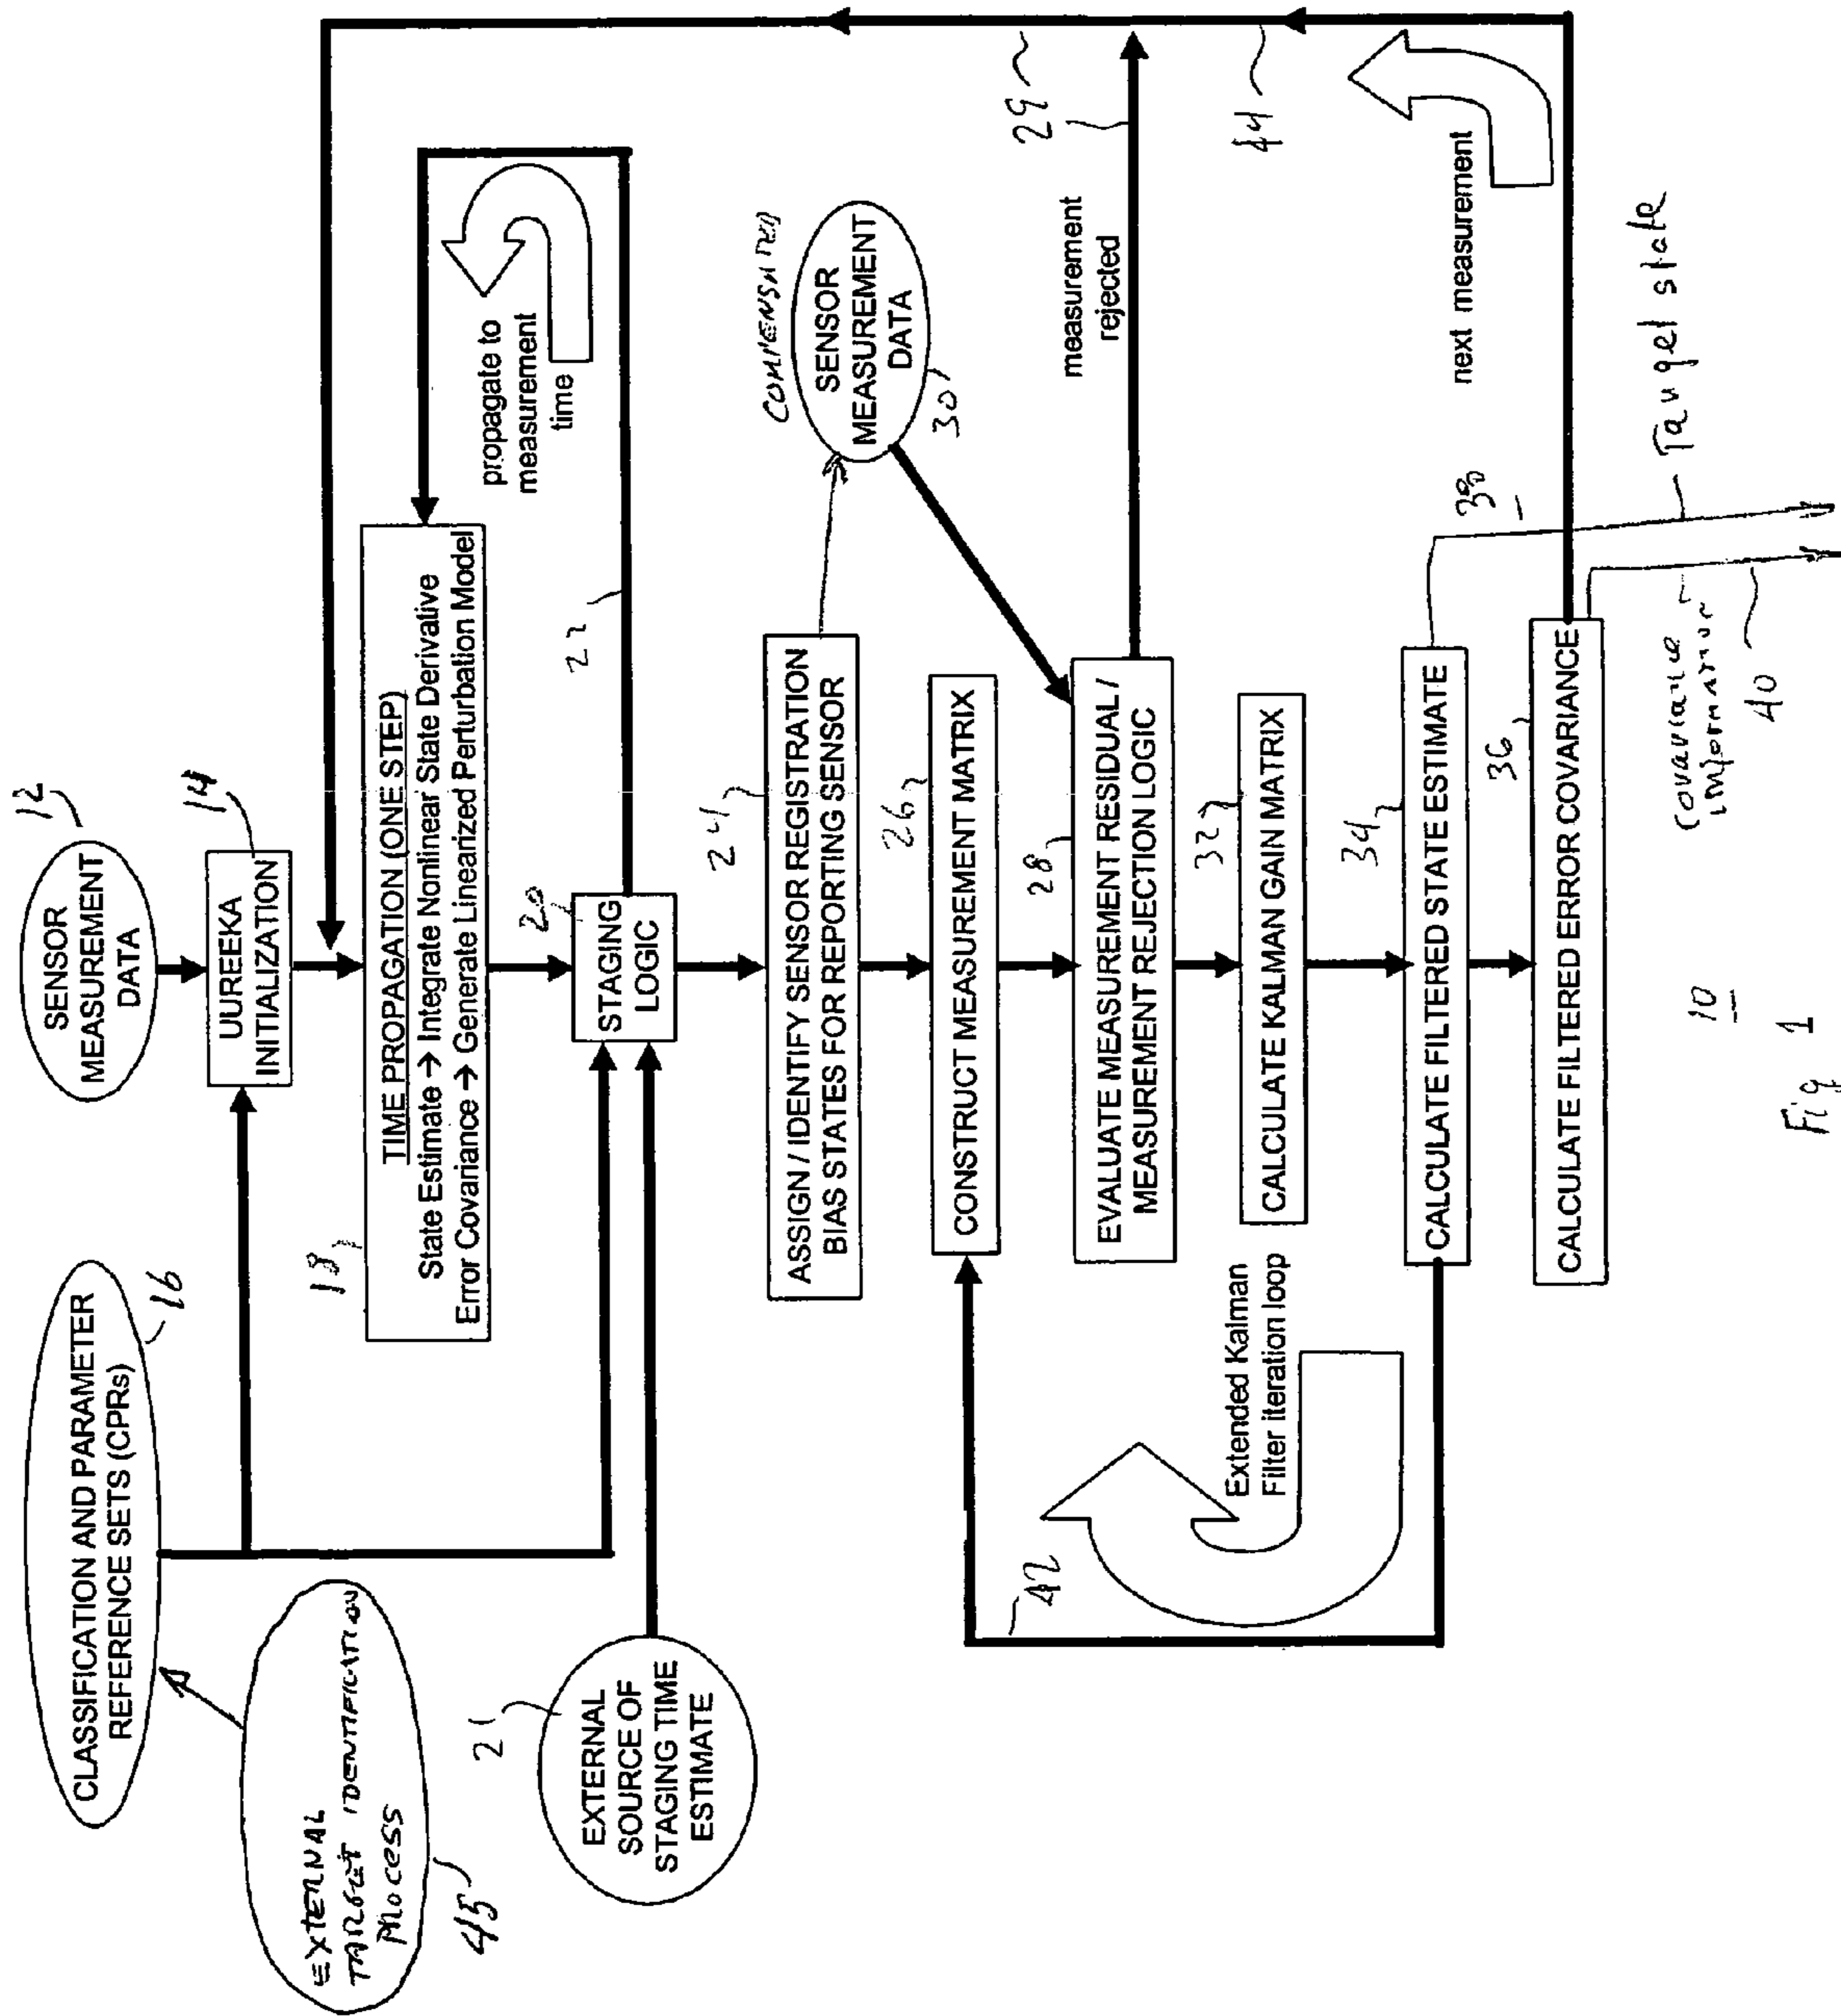 SENSOR
MEASUREMENT
DATA
12
UUREEKA
INITIALIZATION
14
CLASSIFICATION AND PARAMETER
REFERENCE SETS (CPRs)
16
EXTERNAL
TARGET IDENTIFICATION
PROCESS
45
TIME PROPAGATION (ONE STEP)
State Estimate → Integrate Nonlinear State Derivative
Error Covariance → Generate Linearized Perturbation Model
18
propagate to
measurement
time
22
EXTERNAL
SOURCE OF
STAGING TIME
ESTIMATE
21
STAGING
LOGIC
20
ASSIGN / IDENTIFY SENSOR REGISTRATION
BIAS STATES FOR REPORTING SENSOR
24
COMPENSATED
SENSOR
MEASUREMENT
DATA
30
CONSTRUCT MEASUREMENT MATRIX
26
EVALUATE MEASUREMENT RESIDUAL /
MEASUREMENT REJECTION LOGIC
28
measurement
rejected
29
44
CALCULATE KALMAN GAIN MATRIX
32
Extended Kalman
Filter iteration loop
42
CALCULATE FILTERED STATE ESTIMATE
34
CALCULATE FILTERED ERROR COVARIANCE
36
next measurement
38
Target state
Covariance
information
40
10
Fig 1